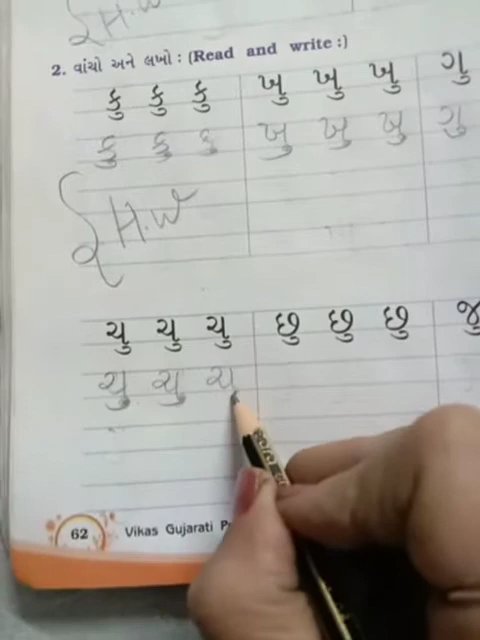 H.W
2. વાંચો અને લખો : (Read and write :)
કુ કુ કુ ખુ ખુ ખુ ગુ
કુ કુ કુ ખુ ખુ ખુ ગુ
H.W
ચુ ચુ ચુ છુ છુ છુ જુ
ચુ ચુ ચ
62 Vikas Gujarati